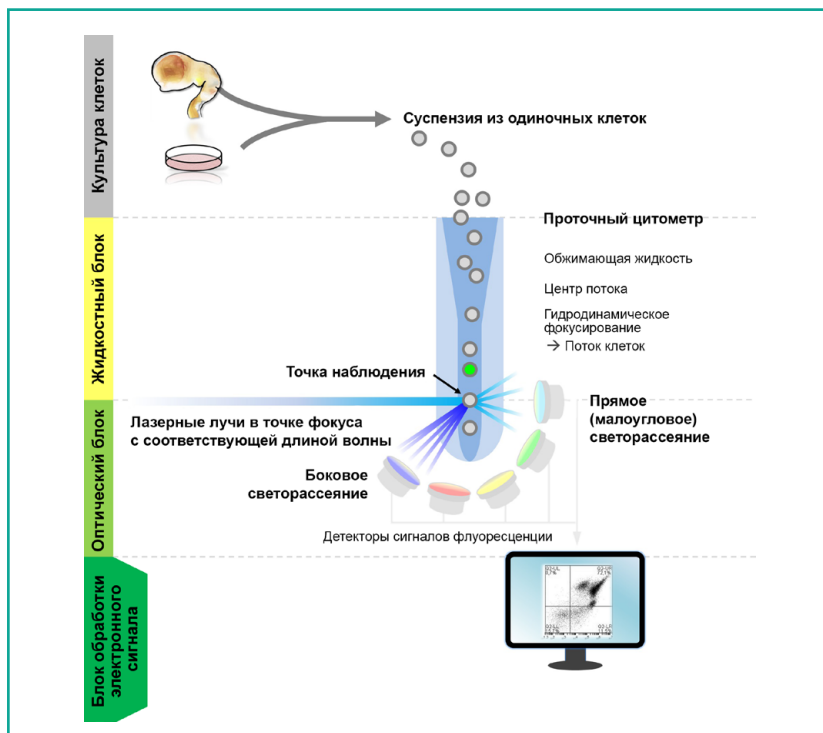 Культура клеток
Суспензия из одиночных клеток
Жидкостный блок
Проточный цитометр
Обжимающая жидкость
Центр потока
Гидродинамическое
фокусирование
→ Поток клеток
Точка наблюдения
Оптический блок
Лазерные лучи в точке фокуса
с соответствующей длиной волны
Прямое
(малоугловое)
светорассеяние
Боковое
светорассеяние
Детекторы сигналов флуоресценции
Блок обработки
электронного
сигнала